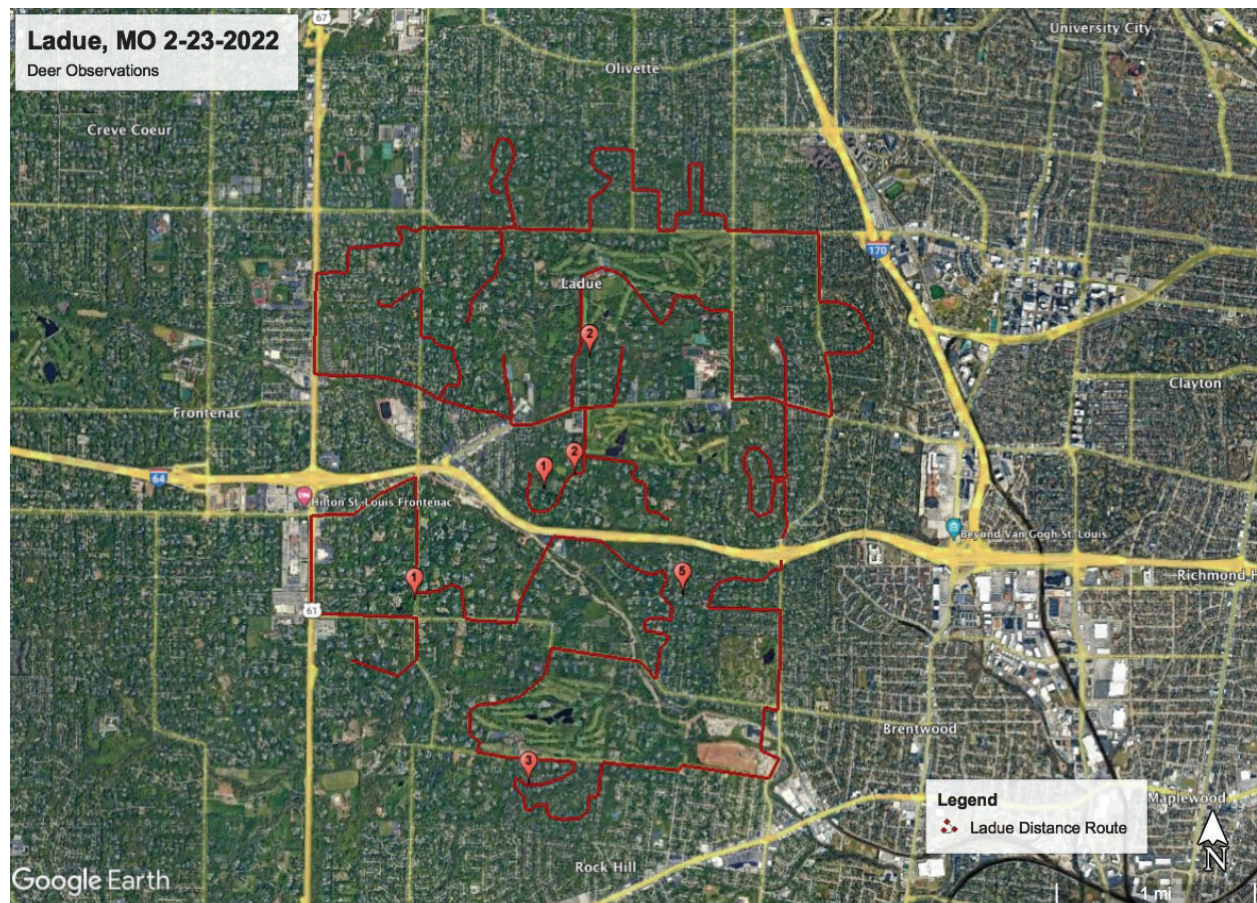 Ladue, MO 2-23-2022
Deer Observations
67
University City
Olivette
Creve Coeur
170
Ladue
2
Clayton
Frontenac
2
1
64
Hilton St. Louis Frontenac
Beyond Van Gogh St. Louis
5
1
Richmond H
61
Brentwood
3
Legend
Maplewood
Ladue Distance Route
N
Rock Hill
Google Earth
1 mi